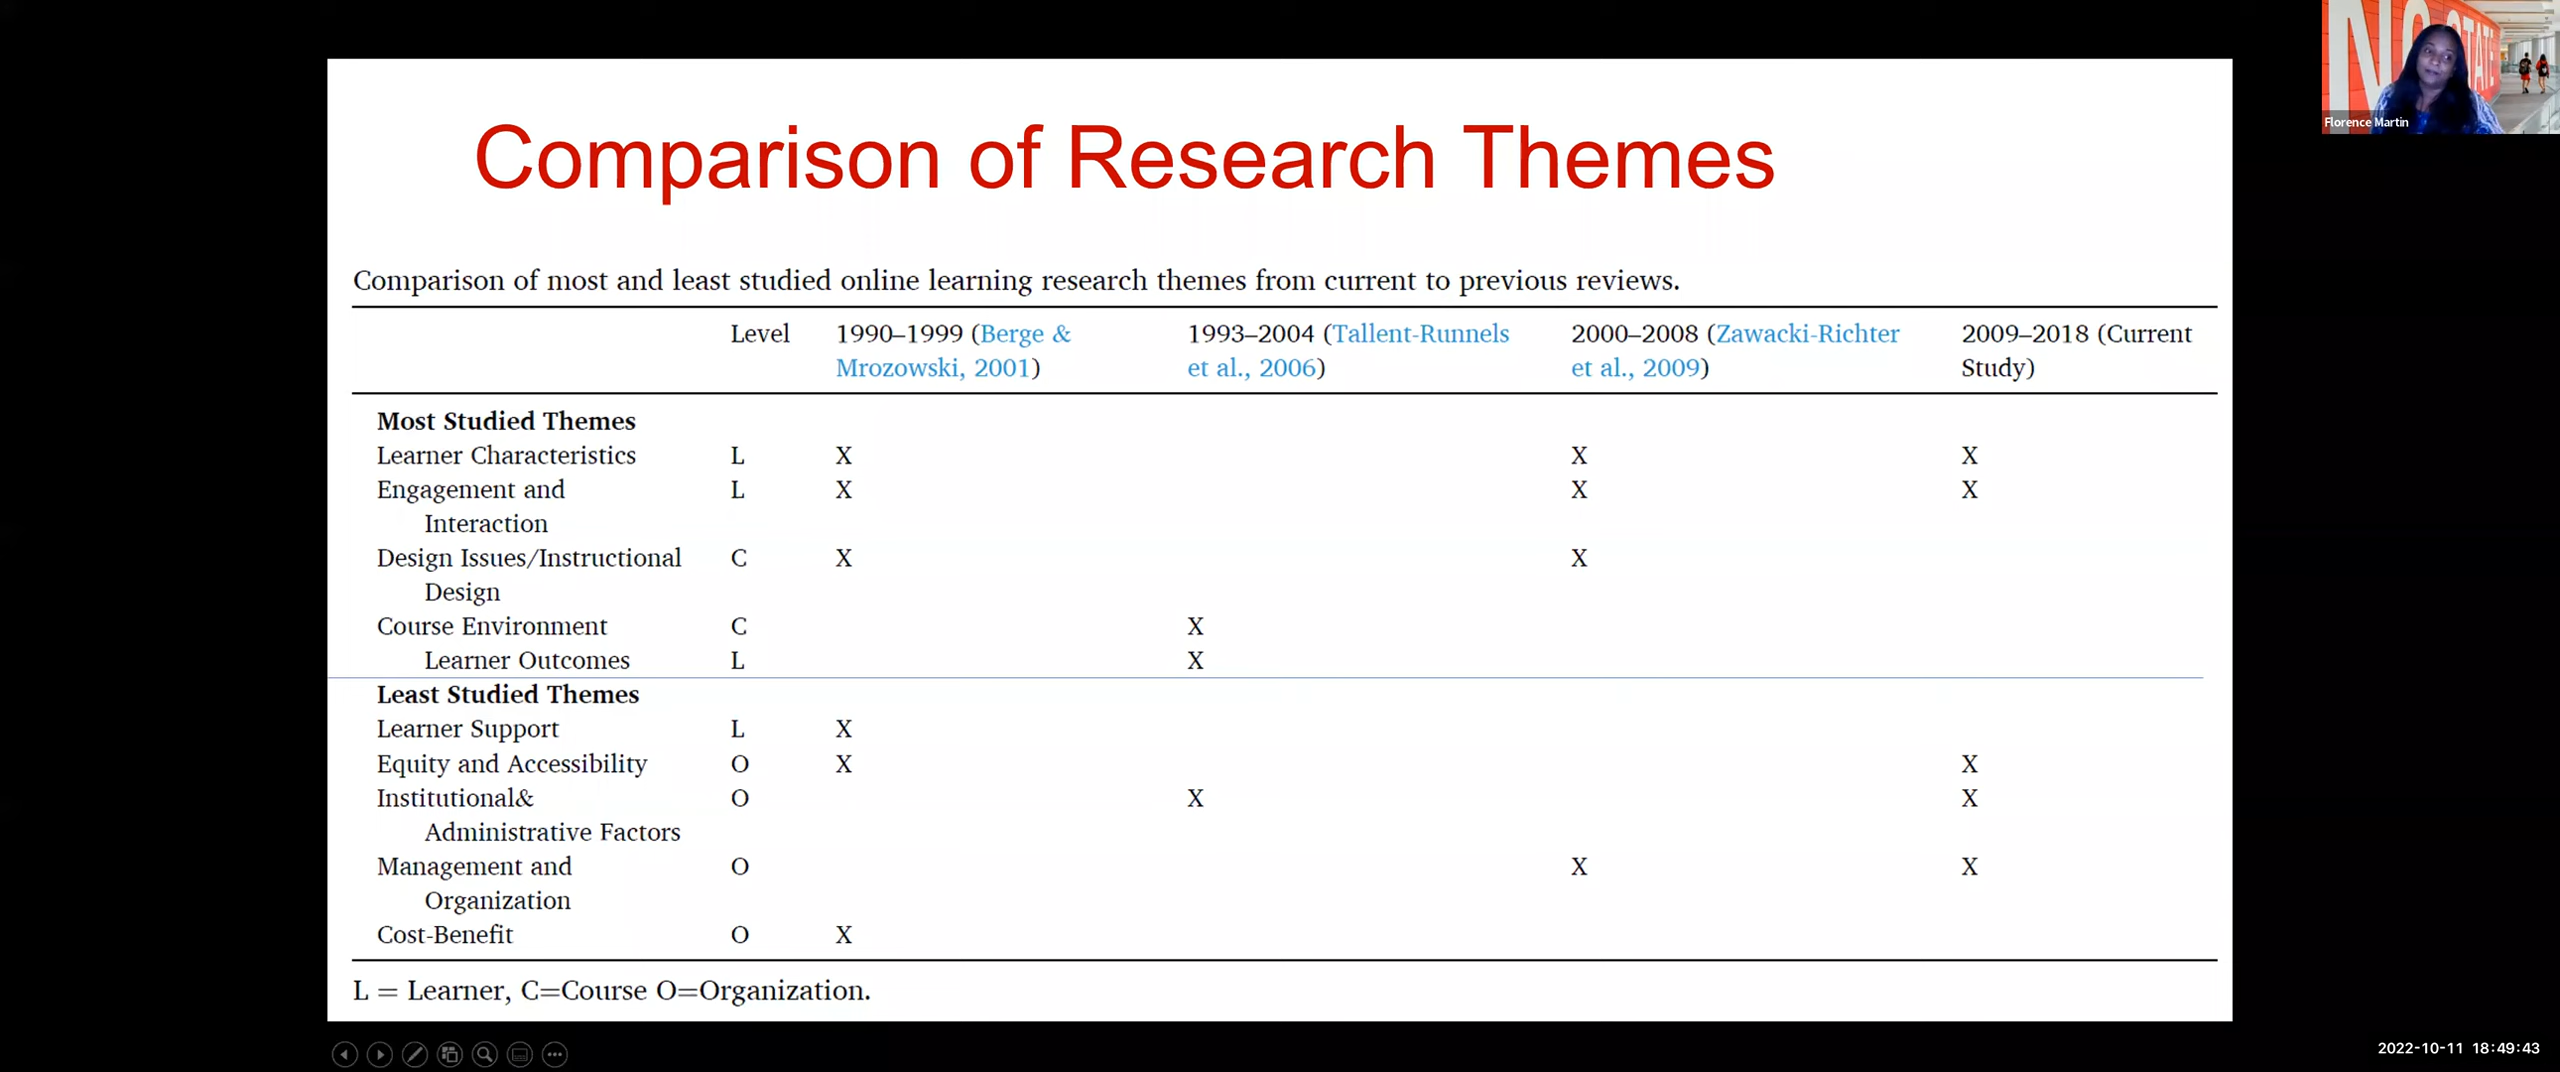 Comparison of Research Themes
Comparison of most and least studied online learning research themes from current to previous reviews.
Level 1990–1999 (Berge & 1993–2004 (Tallent-Runnels 2000–2008 (Zawacki-Richter 2009–2018 (Current
Mrozowski, 2001) et al., 2006) et al., 2009) Study)
Most Studied Themes
Learner Characteristics L X X X
Engagement and L X X X
Interaction
Design Issues/Instructional C X X
Design
Course Environment C X
Learner Outcomes L X
Least Studied Themes
Learner Support L X
Equity and Accessibility O X X
Institutional& O X X
Administrative Factors
Management and O X X
Organization
Cost-Benefit O X
L = Learner, C=Course O=Organization.
NC STATE
Florence Martin
2022-10-11 18:49:43